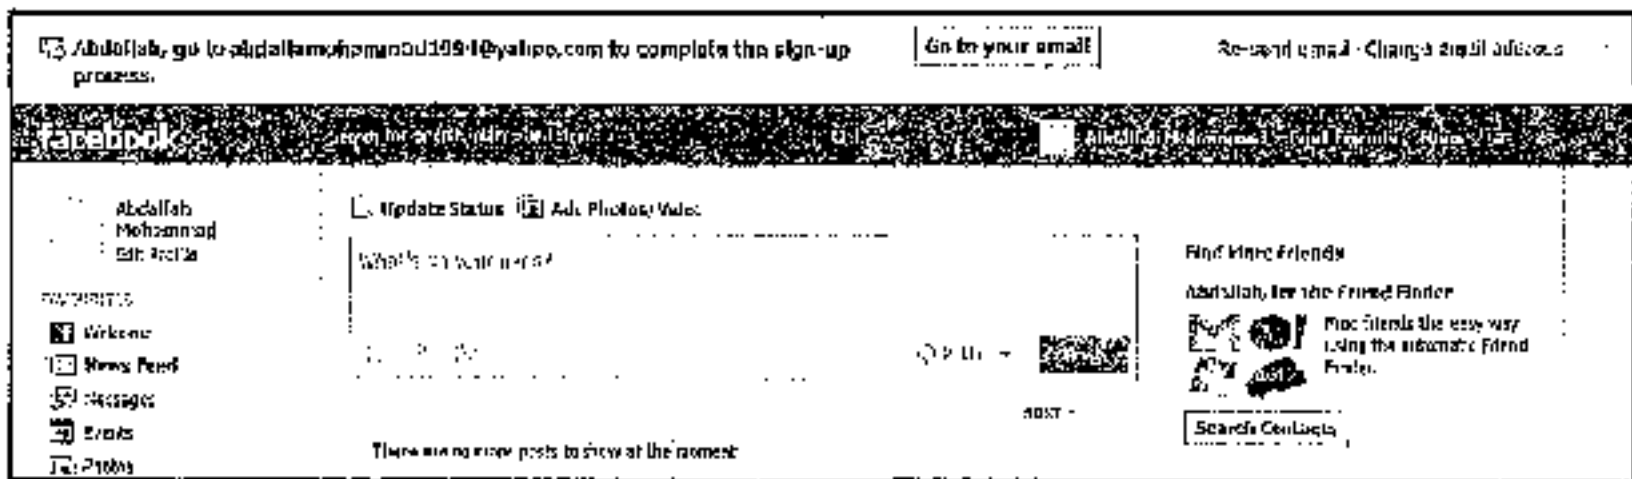 Abdallah, go to abdallamohammad1991@yahoo.com to complete the sign-up
process.
Go to your email
Re-send email · Change email address
facebook
Abdallah
Mohammad
Edit Profile
Update Status Add Photos/Video
What's on your mind?
FAVORITES
Welcome
News Feed
Messages
Events
Photos
SORT
There are no more posts to show at the moment
Find More Friends
Abdallah, try the Friend Finder
Find friends the easy way
using the automatic Friend
Finder.
Search Contacts